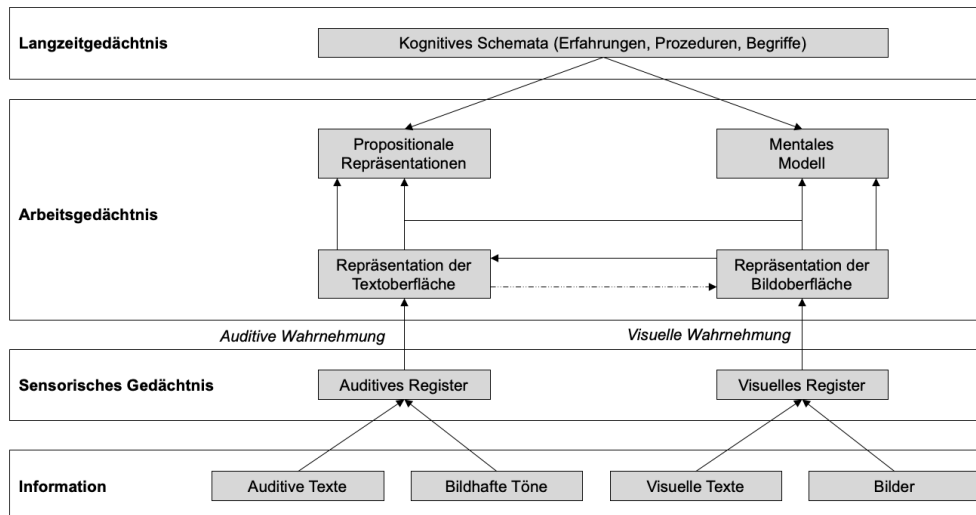 Langzeitgedächtnis
Kognitives Schemata (Erfahrungen, Prozeduren, Begriffe)
Propositionale
Repräsentationen
Mentales
Modell
Arbeitsgedächtnis
Repräsentation der
Textoberfläche
Repräsentation der
Bildoberfläche
Auditive Wahrnehmung
Visuelle Wahrnehmung
Sensorisches Gedächtnis
Auditives Register
Visuelles Register
Information
Auditive Texte
Bildhafte Töne
Visuelle Texte
Bilder